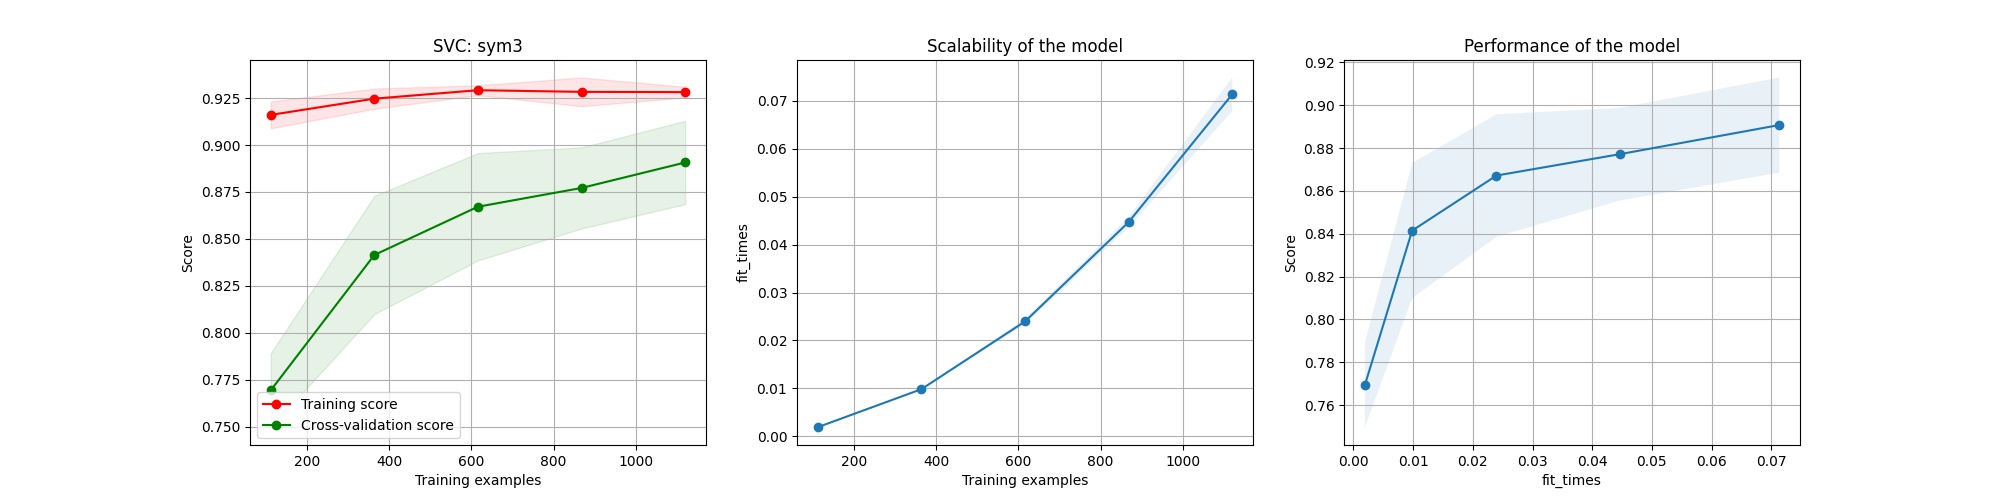 SVC: sym3
Score
0.925
0.900
0.875
0.850
0.825
0.800
0.775
0.750
Training score
Cross-validation score
200 400 600 800 1000
Training examples
Scalability of the model
fit_times
0.07
0.06
0.05
0.04
0.03
0.02
0.01
0.00
200 400 600 800 1000
Training examples
Performance of the model
Score
0.92
0.90
0.88
0.86
0.84
0.82
0.80
0.78
0.76
0.00 0.01 0.02 0.03 0.04 0.05 0.06 0.07
fit_times